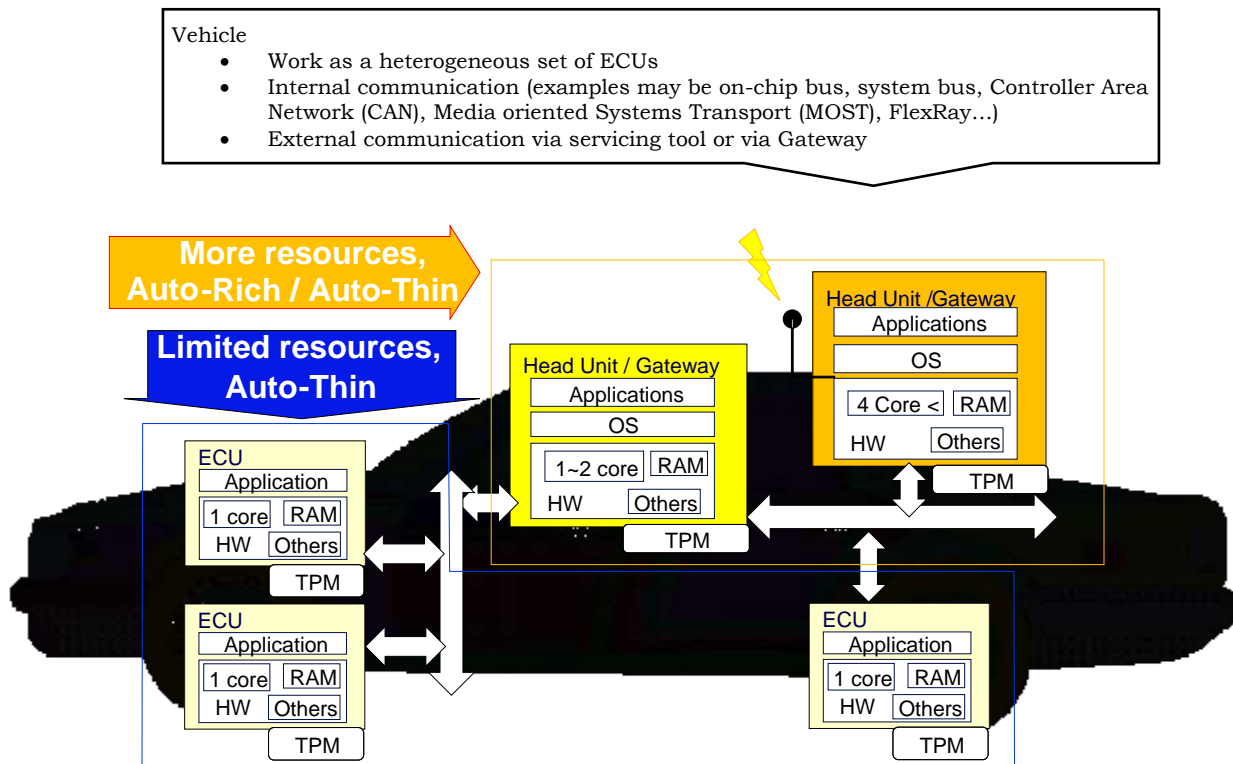 Vehicle
• Work as a heterogeneous set of ECUs
• Internal communication (examples may be on-chip bus, system bus, Controller Area
Network (CAN), Media oriented Systems Transport (MOST), FlexRay…)
• External communication via servicing tool or via Gateway
More resources,
Auto-Rich / Auto-Thin
Limited resources,
Auto-Thin
Head Unit /Gateway
Applications
OS
4 Core <
RAM
HW
Others
TPM
Head Unit / Gateway
Applications
OS
1~2 core
RAM
HW
Others
TPM
ECU
Application
1 core
RAM
HW
Others
TPM
ECU
Application
1 core
RAM
HW
Others
TPM
ECU
Application
1 core
RAM
HW
Others
TPM